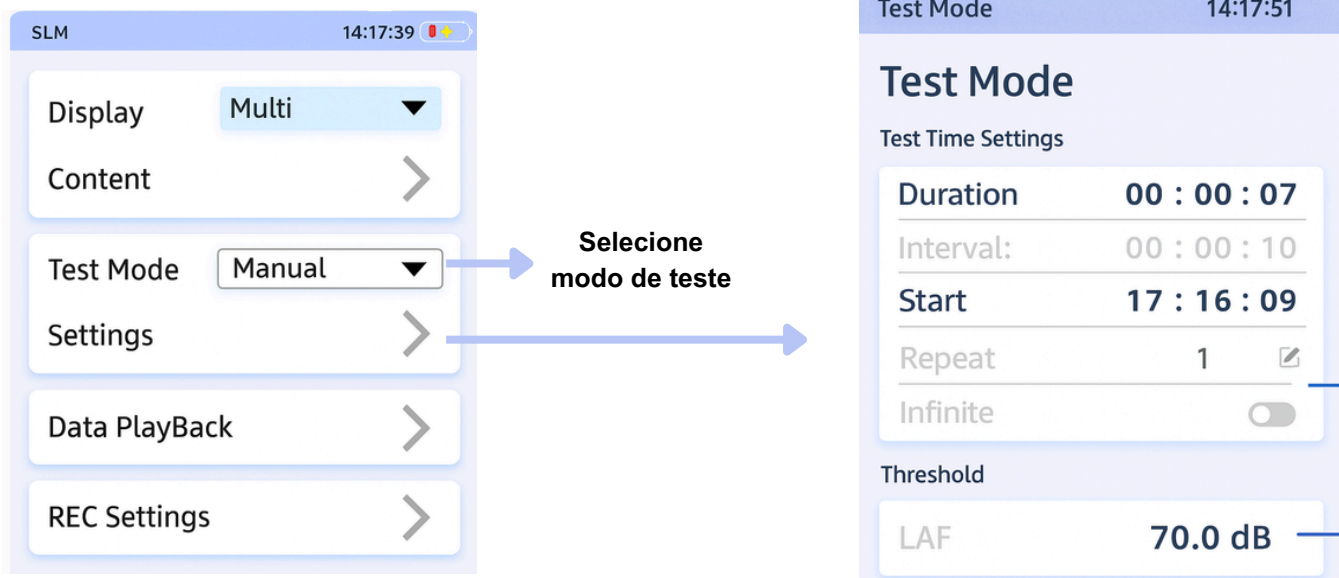 SLM 14:17:39
Display Multi
Content
Test Mode Manual
Settings
Data PlayBack
REC Settings
Selecione
modo de teste
Test Mode 14:17:51
Test Mode
Test Time Settings
Duration 00 : 00 : 07
Interval: 00 : 00 : 10
Start 17 : 16 : 09
Repeat 1
Infinite
Threshold
LAF 70.0 dB